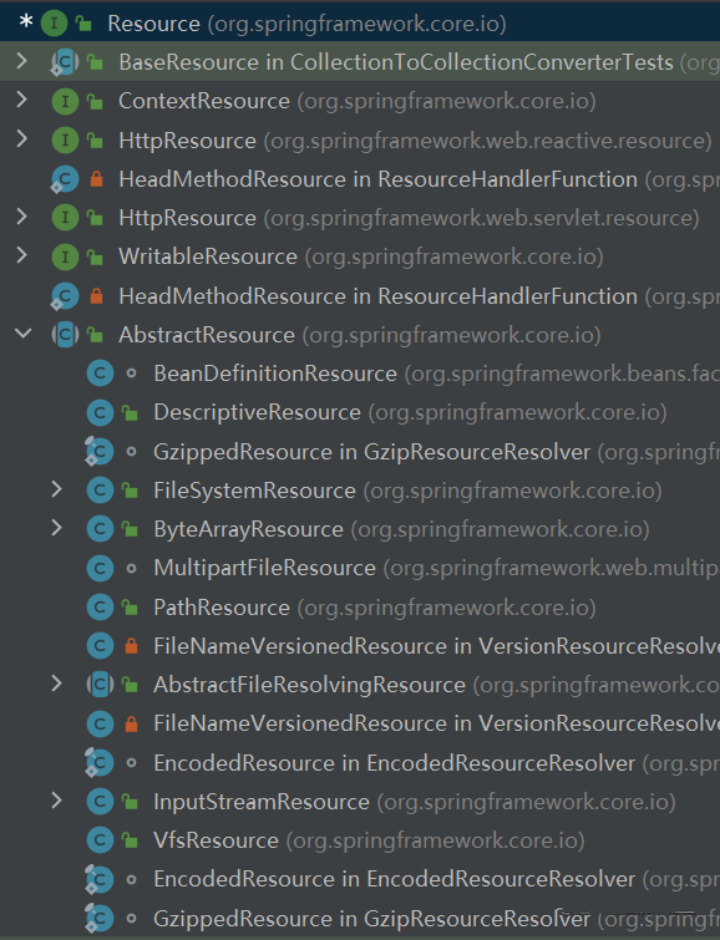 * Resource (org.springframework.core.io)
BaseResource in CollectionToCollectionConverterTests (org
ContextResource (org.springframework.core.io)
HttpResource (org.springframework.web.reactive.resource)
HeadMethodResource in ResourceHandlerFunction (org.spr
HttpResource (org.springframework.web.servlet.resource)
WritableResource (org.springframework.core.io)
HeadMethodResource in ResourceHandlerFunction (org.spr
AbstractResource (org.springframework.core.io)
BeanDefinitionResource (org.springframework.beans.fac
DescriptiveResource (org.springframework.core.io)
GzippedResource in GzipResourceResolver (org.springfr
FileSystemResource (org.springframework.core.io)
ByteArrayResource (org.springframework.core.io)
MultipartFileResource (org.springframework.web.multip
PathResource (org.springframework.core.io)
FileNameVersionedResource in VersionResourceResolve
AbstractFileResolvingResource (org.springframework.co
FileNameVersionedResource in VersionResourceResolve
EncodedResource in EncodedResourceResolver (org.spr
InputStreamResource (org.springframework.core.io)
VfsResource (org.springframework.core.io)
EncodedResource in EncodedResourceResolver (org.spr
GzippedResource in GzipResourceResolver (org.springfr